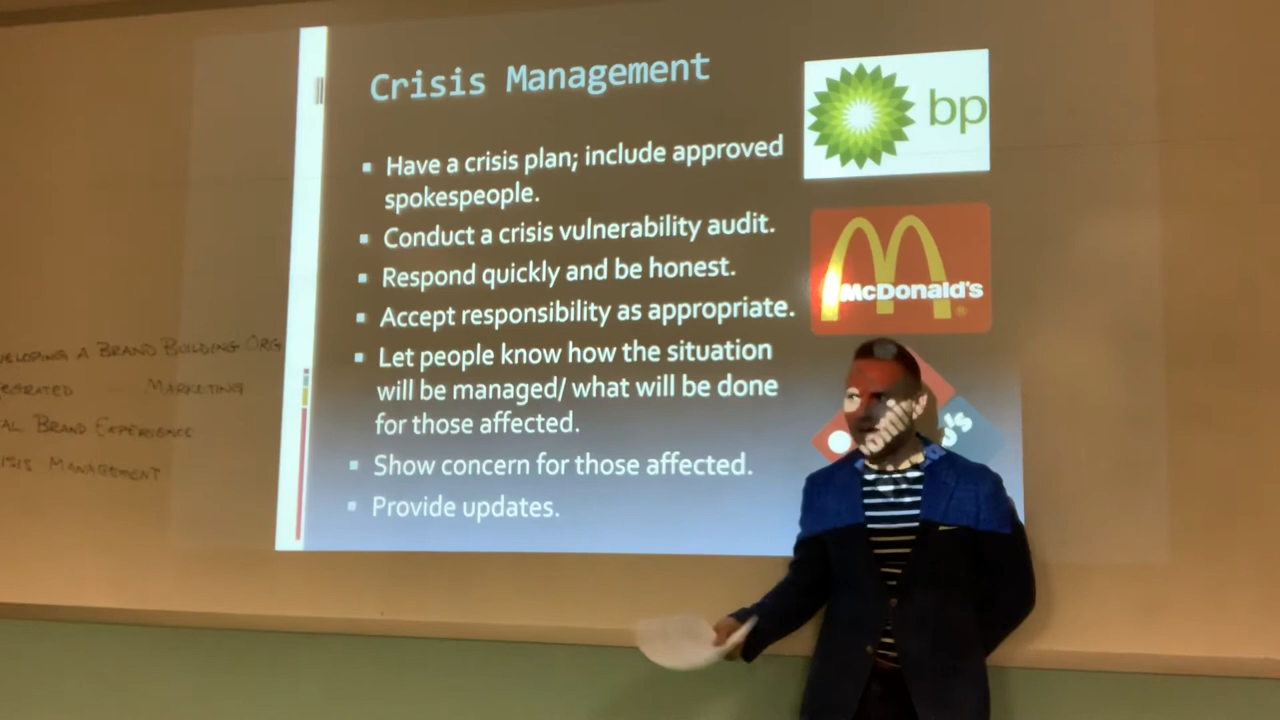 Crisis Management
Have a crisis plan; include approved
spokespeople.
Conduct a crisis vulnerability audit.
Respond quickly and be honest.
Accept responsibility as appropriate.
Let people know how the situation
will be managed/ what will be done
for those affected.
Show concern for those affected.
Provide updates.
bp
McDonald's
A BRAND BUILDING ORG
MARKETING
BRAND EXPERIENCE
MANAGEMENT